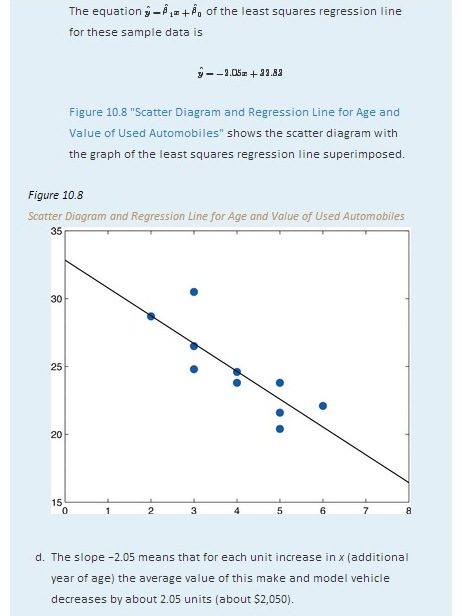 The equation ŷ = β̂₁x + β̂₀ of the least squares regression line
for these sample data is
ŷ = −2.05x + 32.83
Figure 10.8 "Scatter Diagram and Regression Line for Age and
Value of Used Automobiles" shows the scatter diagram with
the graph of the least squares regression line superimposed.
Figure 10.8
Scatter Diagram and Regression Line for Age and Value of Used Automobiles
35
30
25
20
15
0 1 2 3 4 5 6 7 8
d. The slope −2.05 means that for each unit increase in x (additional
year of age) the average value of this make and model vehicle
decreases by about 2.05 units (about $2,050).